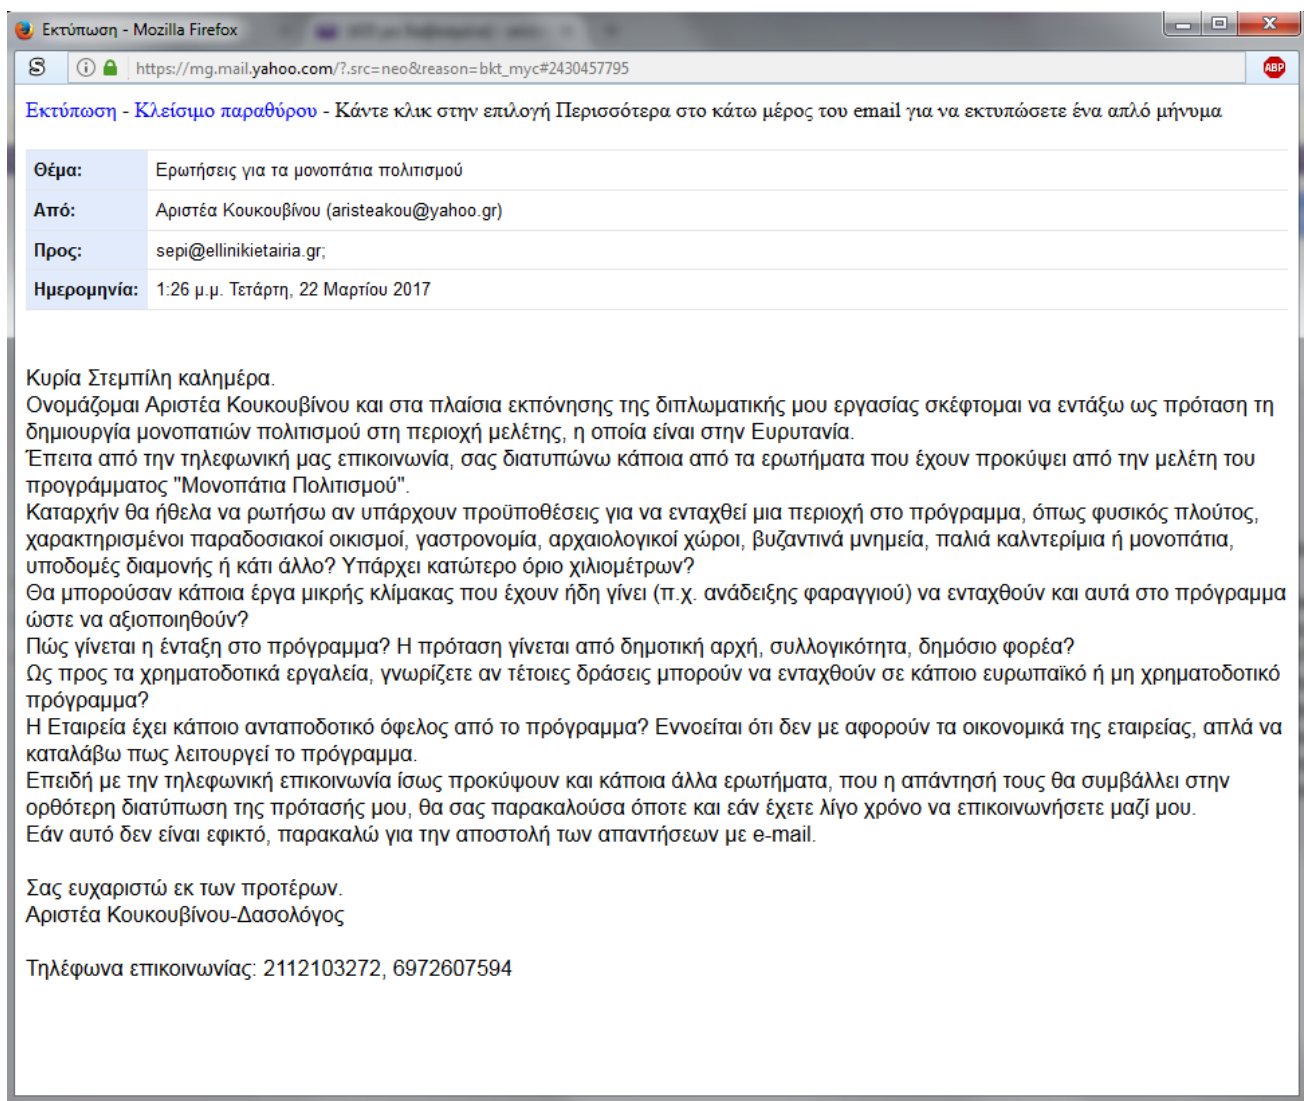 Εκτύπωση - Mozilla Firefox
S
https://mg.mail.yahoo.com/?.src=neo&reason=bkt_myc#2430457795
ABP
Εκτύπωση - Κλείσιμο παραθύρου - Κάντε κλικ στην επιλογή Περισσότερα στο κάτω μέρος του email για να εκτυπώσετε ένα απλό μήνυμα
Θέμα: Ερωτήσεις για τα μονοπάτια πολιτισμού
Από: Αριστέα Κουκουβίνου (aristeakou@yahoo.gr)
Προς: sepi@ellinikietairia.gr;
Ημερομηνία: 1:26 μ.μ. Τετάρτη, 22 Μαρτίου 2017
Κυρία Στεμπίλη καλημέρα.
Ονομάζομαι Αριστέα Κουκουβίνου και στα πλαίσια εκπόνησης της διπλωματικής μου εργασίας σκέφτομαι να εντάξω ως πρόταση τη
δημιουργία μονοπατιών πολιτισμού στη περιοχή μελέτης, η οποία είναι στην Ευρυτανία.
Έπειτα από την τηλεφωνική μας επικοινωνία, σας διατυπώνω κάποια από τα ερωτήματα που έχουν προκύψει από την μελέτη του
προγράμματος "Μονοπάτια Πολιτισμού".
Καταρχήν θα ήθελα να ρωτήσω αν υπάρχουν προϋποθέσεις για να ενταχθεί μια περιοχή στο πρόγραμμα, όπως φυσικός πλούτος,
χαρακτηρισμένοι παραδοσιακοί οικισμοί, γαστρονομία, αρχαιολογικοί χώροι, βυζαντινά μνημεία, παλιά καλντερίμια ή μονοπάτια,
υποδομές διαμονής ή κάτι άλλο? Υπάρχει κατώτερο όριο χιλιομέτρων?
Θα μπορούσαν κάποια έργα μικρής κλίμακας που έχουν ήδη γίνει (π.χ. ανάδειξης φαραγγιού) να ενταχθούν και αυτά στο πρόγραμμα
ώστε να αξιοποιηθούν?
Πώς γίνεται η ένταξη στο πρόγραμμα? Η πρόταση γίνεται από δημοτική αρχή, συλλογικότητα, δημόσιο φορέα?
Ως προς τα χρηματοδοτικά εργαλεία, γνωρίζετε αν τέτοιες δράσεις μπορούν να ενταχθούν σε κάποιο ευρωπαϊκό ή μη χρηματοδοτικό
πρόγραμμα?
Η Εταιρεία έχει κάποιο ανταποδοτικό όφελος από το πρόγραμμα? Εννοείται ότι δεν με αφορούν τα οικονομικά της εταιρείας, απλά να
καταλάβω πως λειτουργεί το πρόγραμμα.
Επειδή με την τηλεφωνική επικοινωνία ίσως προκύψουν και κάποια άλλα ερωτήματα, που η απάντησή τους θα συμβάλλει στην
ορθότερη διατύπωση της πρότασής μου, θα σας παρακαλούσα όποτε και εάν έχετε λίγο χρόνο να επικοινωνήσετε μαζί μου.
Εάν αυτό δεν είναι εφικτό, παρακαλώ για την αποστολή των απαντήσεων με e-mail.
Σας ευχαριστώ εκ των προτέρων.
Αριστέα Κουκουβίνου-Δασολόγος
Τηλέφωνα επικοινωνίας: 2112103272, 6972607594